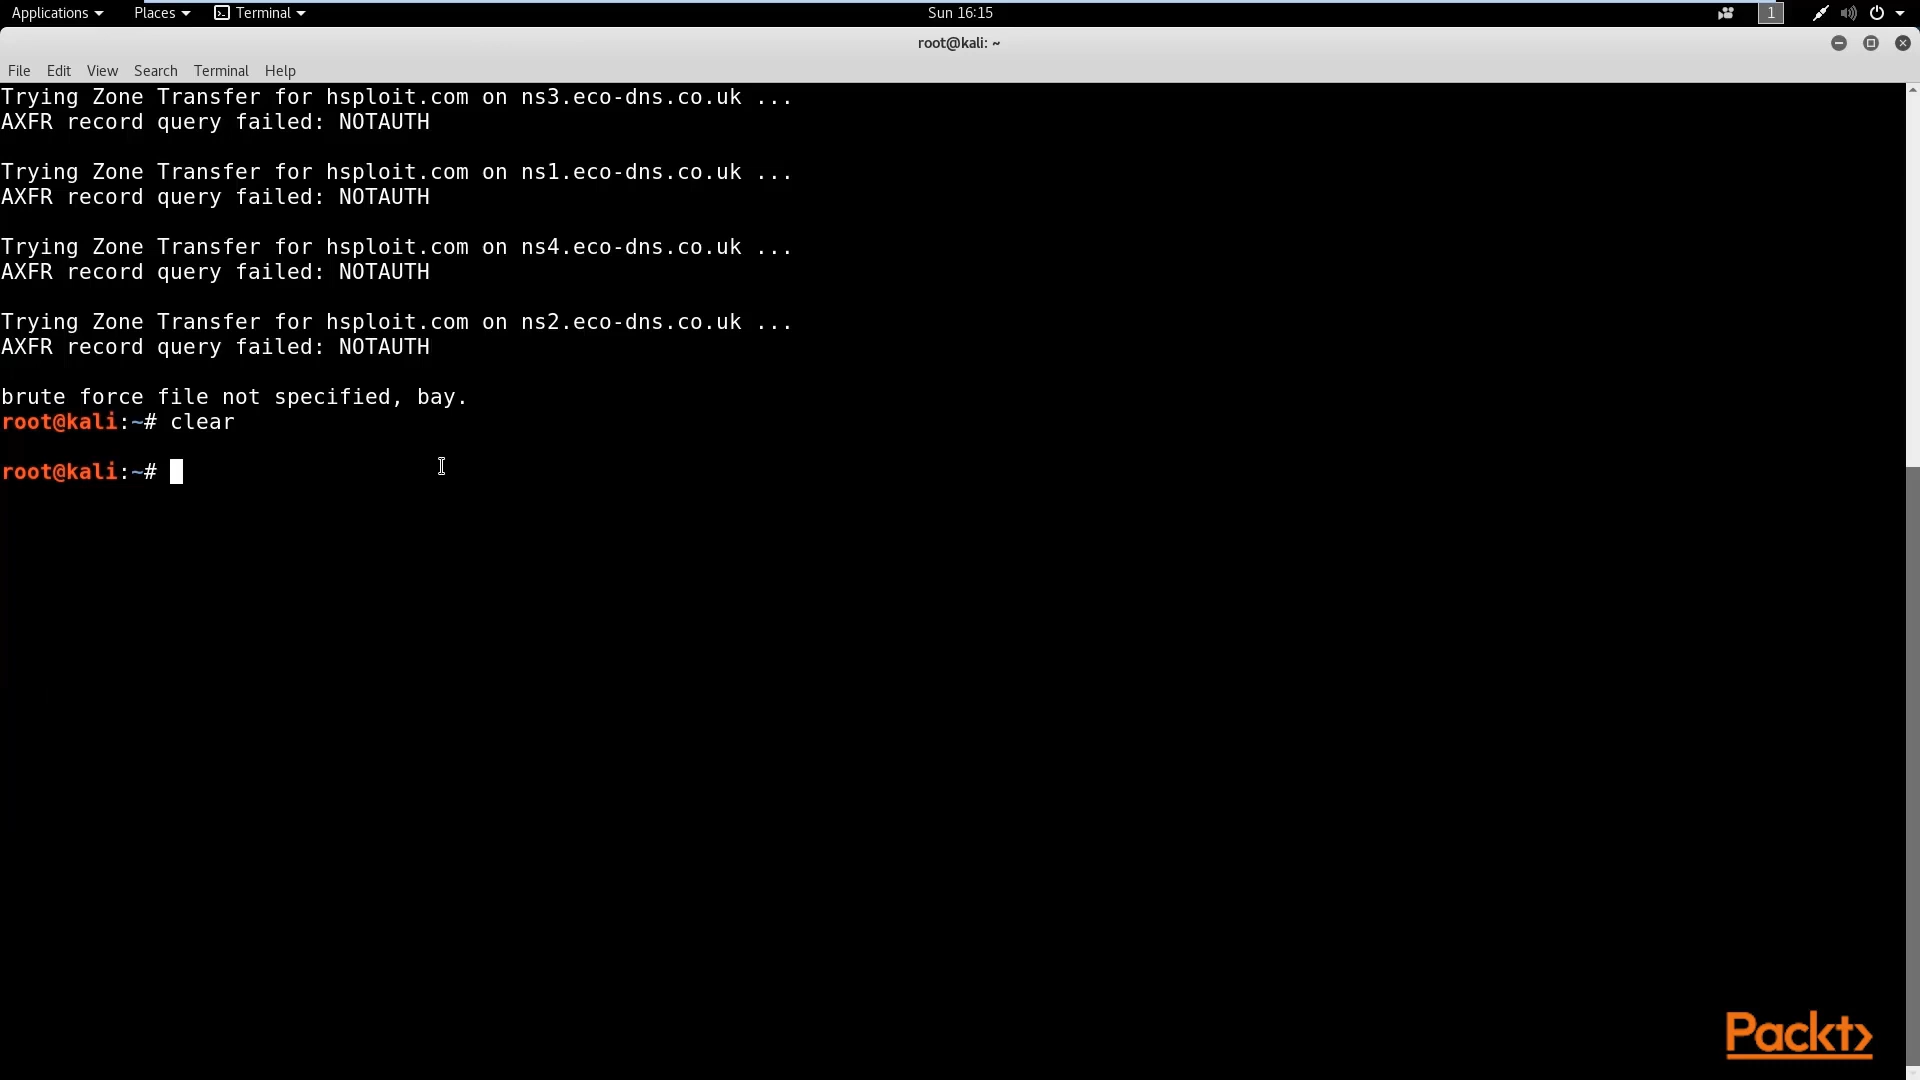 Applications Places Terminal Sun 16:15 1
root@kali: ~
File Edit View Search Terminal Help
Trying Zone Transfer for hsploit.com on ns3.eco-dns.co.uk ...
AXFR record query failed: NOTAUTH
Trying Zone Transfer for hsploit.com on ns1.eco-dns.co.uk ...
AXFR record query failed: NOTAUTH
Trying Zone Transfer for hsploit.com on ns4.eco-dns.co.uk ...
AXFR record query failed: NOTAUTH
Trying Zone Transfer for hsploit.com on ns2.eco-dns.co.uk ...
AXFR record query failed: NOTAUTH
brute force file not specified, bay.
root@kali:~# clear
root@kali:~#
Packt>